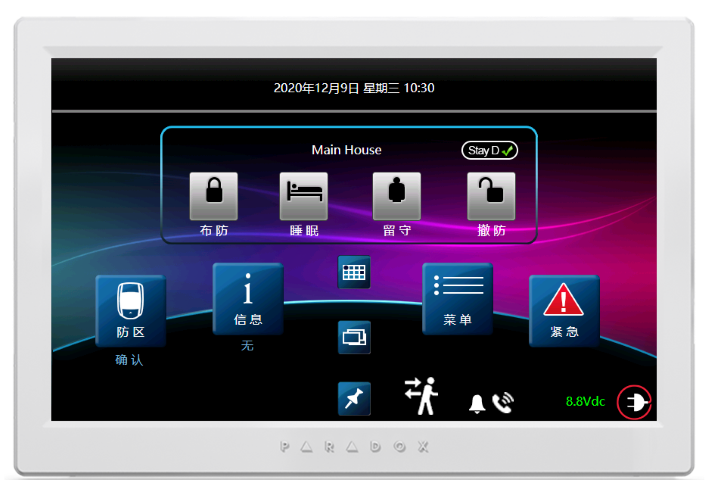 2020年12月9日 星期三 10:30
Main House
Stay D
布防
睡眠
留守
撤防
防区
确认
i
信息
无
菜单
紧急
8.8Vdc
PARADOX